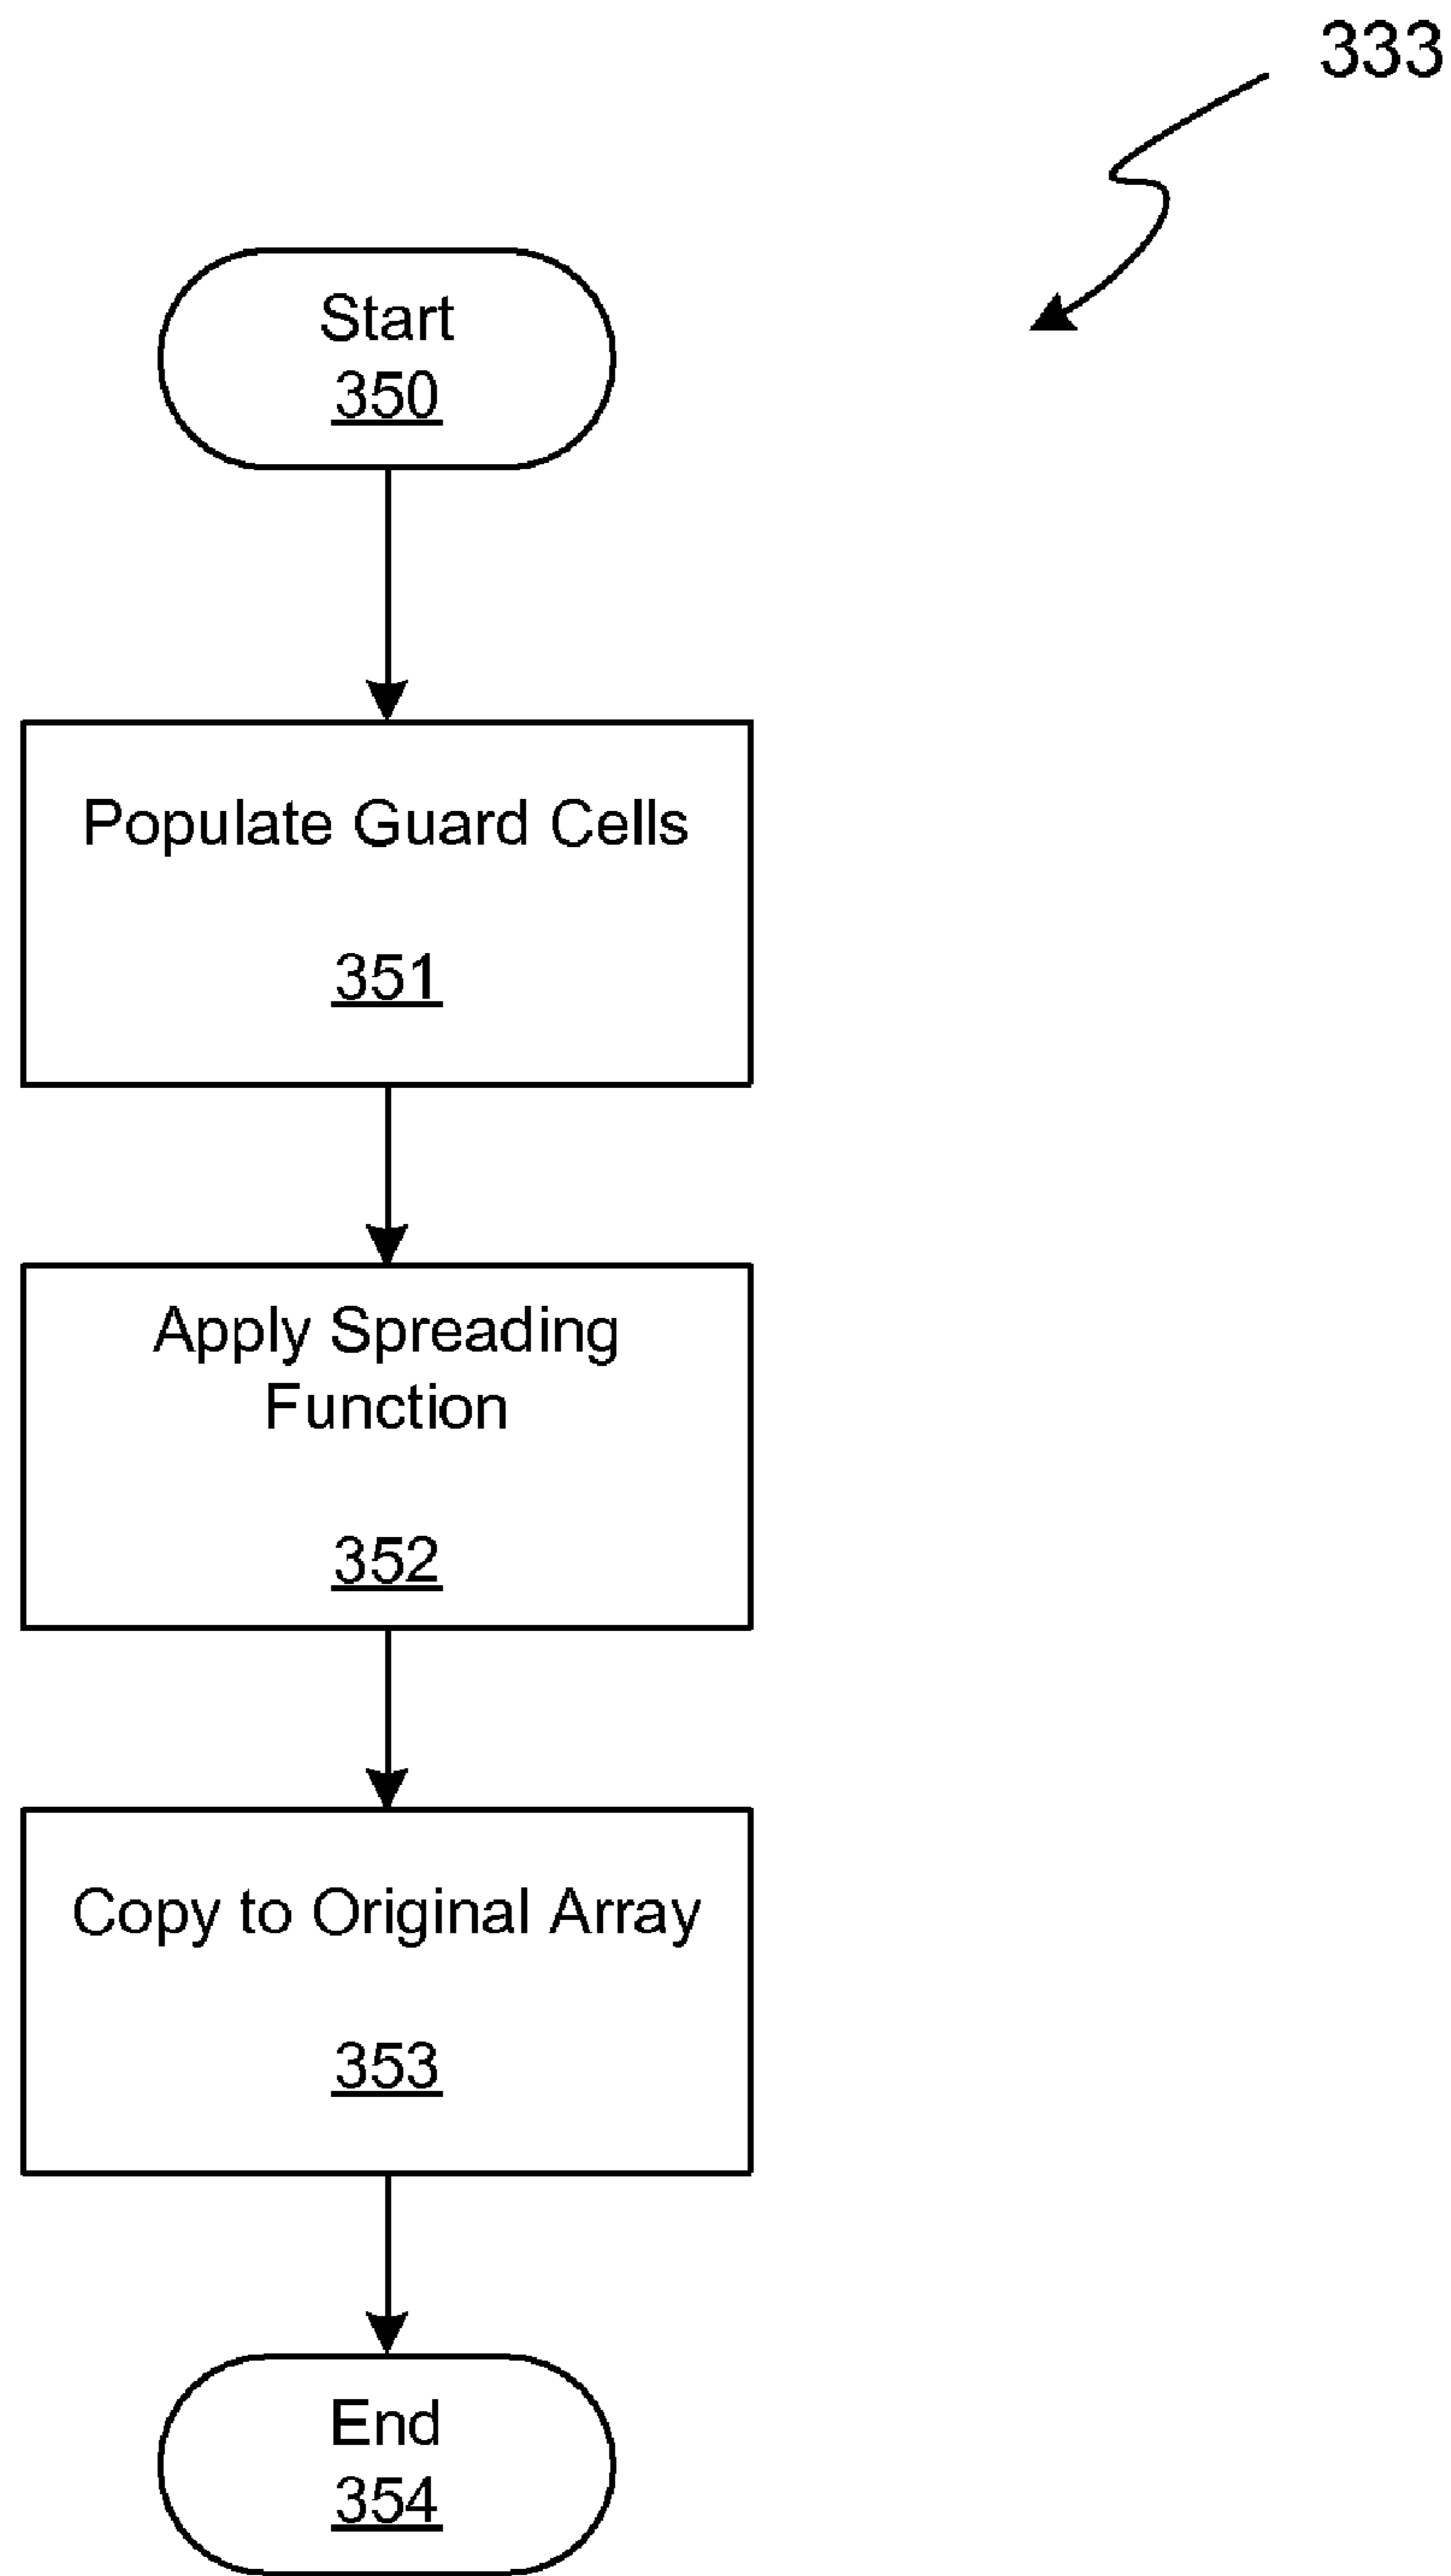 333
Start
350
Populate Guard Cells
351
Apply Spreading
Function
352
Copy to Original Array
353
End
354